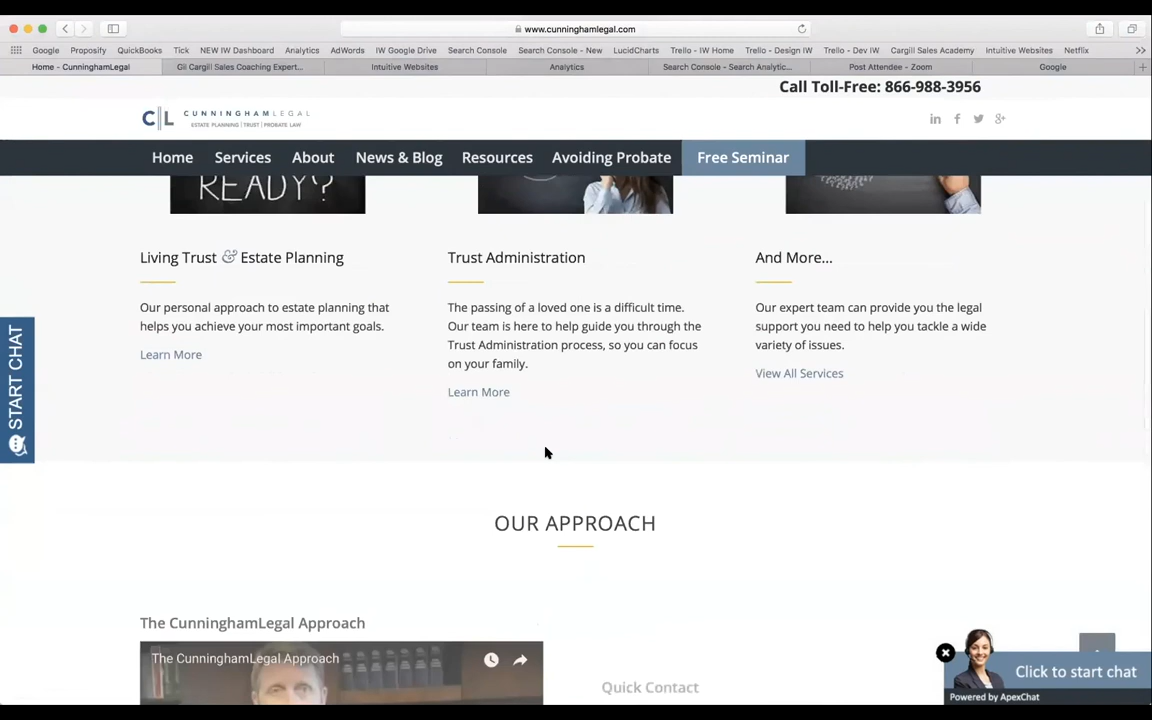 www.cunninghamlegal.com
Google Proposify QuickBooks Tick NEW IW Dashboard Analytics AdWords IW Google Drive Search Console Search Console - New LucidCharts Trello - IW Home Trello - Design IW Trello - Dev IW Cargill Sales Academy Intuitive Websites Netflix
Home - CunninghamLegal Gil Cargill Sales Coaching Expert... Intuitive Websites Analytics Search Console - Search Analytic... Post Attendee - Zoom Google
Call Toll-Free: 866-988-3956
C|L CUNNINGHAMLEGAL
ESTATE PLANNING | TRUST | PROBATE LAW
Home Services About News & Blog Resources Avoiding Probate Free Seminar
READY?
Living Trust & Estate Planning
Our personal approach to estate planning that
helps you achieve your most important goals.
Learn More
Trust Administration
The passing of a loved one is a difficult time.
Our team is here to help guide you through the
Trust Administration process, so you can focus
on your family.
Learn More
And More...
Our expert team can provide you the legal
support you need to help you tackle a wide
variety of issues.
View All Services
START CHAT
OUR APPROACH
The CunninghamLegal Approach
The CunninghamLegal Approach
Quick Contact
Click to start chat
Powered by ApexChat